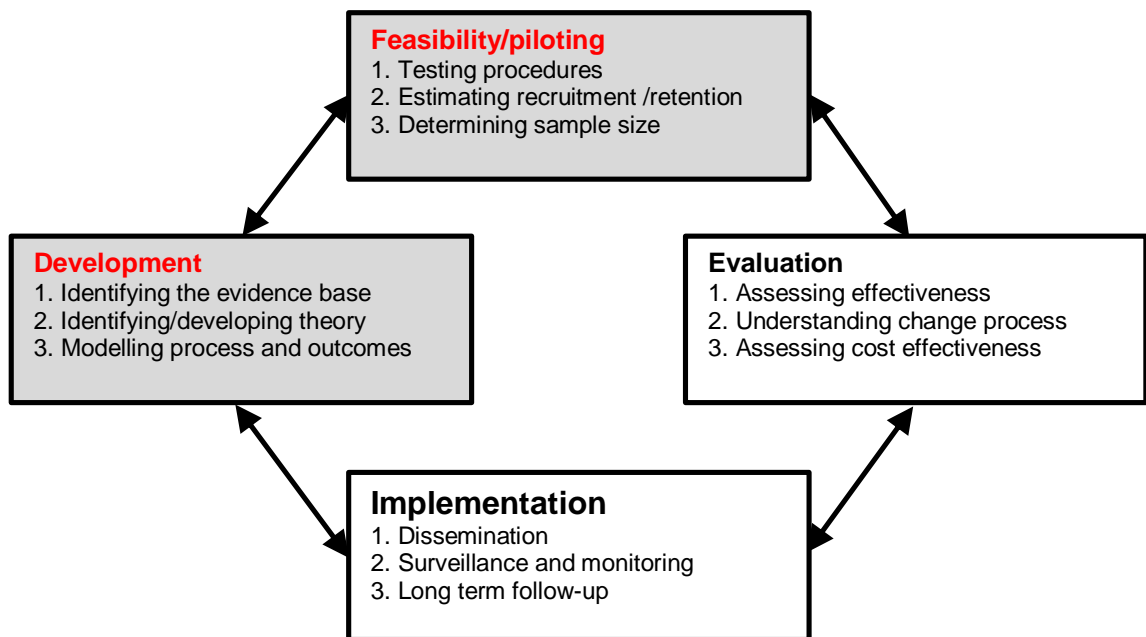 Feasibility/piloting
1. Testing procedures
2. Estimating recruitment /retention
3. Determining sample size
Development
1. Identifying the evidence base
2. Identifying/developing theory
3. Modelling process and outcomes
Evaluation
1. Assessing effectiveness
2. Understanding change process
3. Assessing cost effectiveness
Implementation
1. Dissemination
2. Surveillance and monitoring
3. Long term follow-up